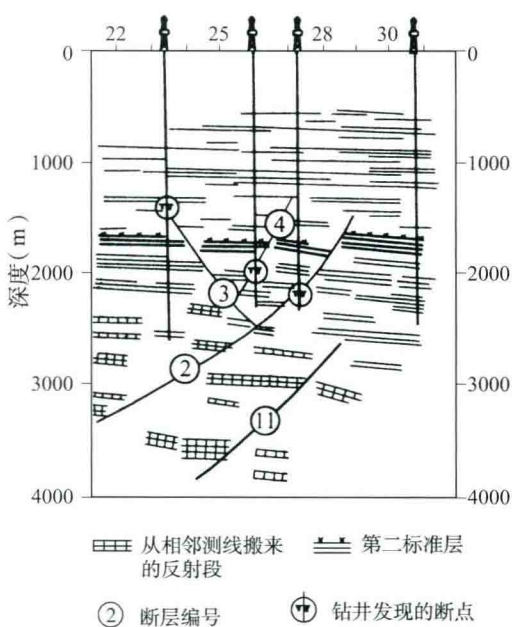 22 25 28 30
0 0
1000 1000
④
深度(m)
2000 2000
③
②
3000 3000
⑪
4000 4000
从相邻测线搬来的反射段
第二标准层
② 断层编号
钻井发现的断点